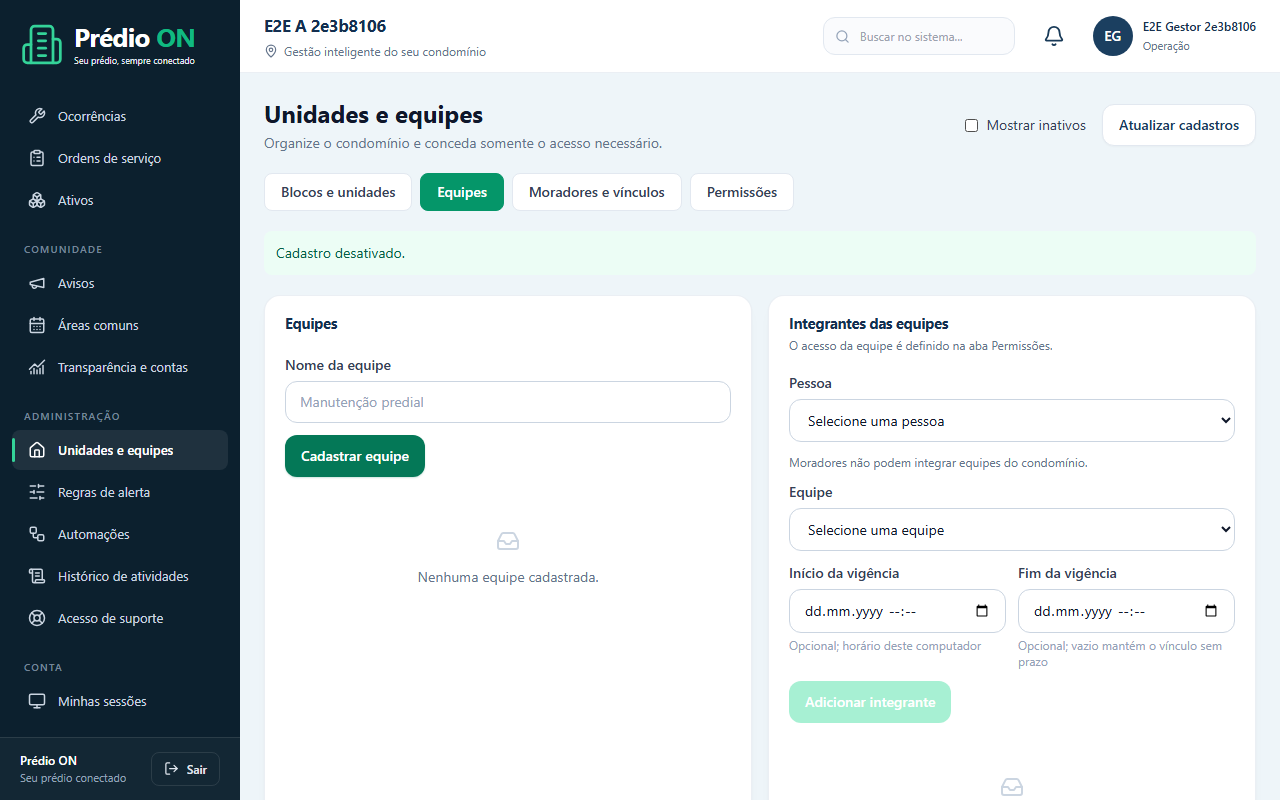 Prédio ON
Seu prédio, sempre conectado
Ocorrências
Ordens de serviço
Ativos
COMUNIDADE
Avisos
Áreas comuns
Transparência e contas
ADMINISTRAÇÃO
Unidades e equipes
Regras de alerta
Automações
Histórico de atividades
Acesso de suporte
CONTA
Minhas sessões
Prédio ON
Seu prédio conectado
Sair
E2E A 2e3b8106
Gestão inteligente do seu condomínio
Buscar no sistema...
EG
E2E Gestor 2e3b8106
Operação
Unidades e equipes
Organize o condomínio e conceda somente o acesso necessário.
Mostrar inativos
Atualizar cadastros
Blocos e unidades
Equipes
Moradores e vínculos
Permissões
Cadastro desativado.
Equipes
Nome da equipe
Manutenção predial
Cadastrar equipe
Nenhuma equipe cadastrada.
Integrantes das equipes
O acesso da equipe é definido na aba Permissões.
Pessoa
Selecione uma pessoa
Moradores não podem integrar equipes do condomínio.
Equipe
Selecione uma equipe
Início da vigência
Fim da vigência
dd.mm.yyyy --:--
dd.mm.yyyy --:--
Opcional; horário deste computador
Opcional; vazio mantém o vínculo sem
prazo
Adicionar integrante